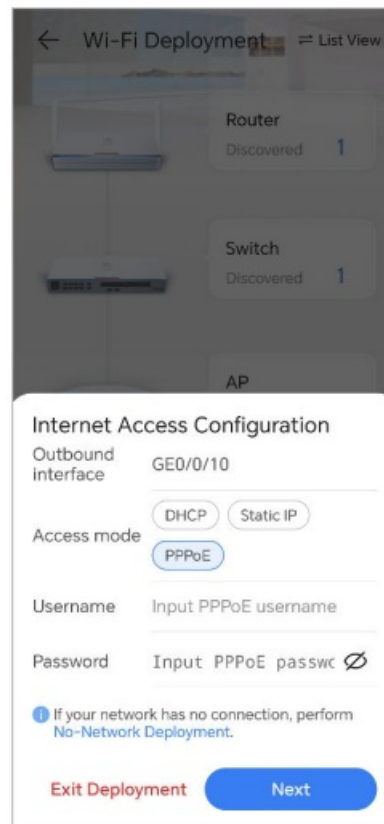 ← Wi-Fi Deployment ⇌ List View
Router
Discovered 1
Switch
Discovered 1
AP
Internet Access Configuration
Outbound
interface
GE0/0/10
Access mode
DHCP Static IP
PPPoE
Username Input PPPoE username
Password Input PPPoE passwc
If your network has no connection, perform
No-Network Deployment.
Exit Deployment Next